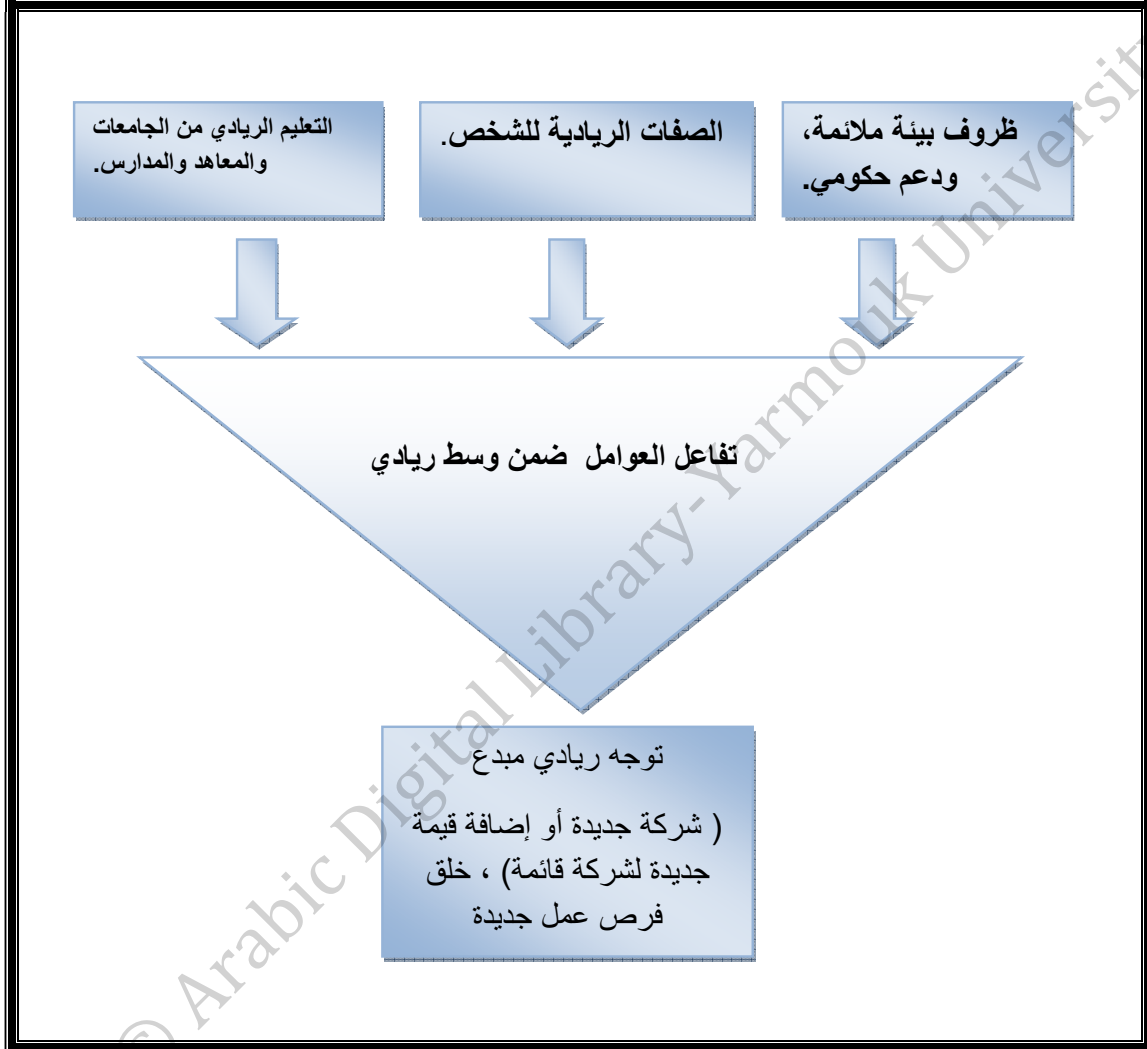 ظروف بيئة ملائمة،
ودعم حكومي.
الصفات الريادية للشخص.
التعليم الريادي من الجامعات
والمعاهد والمدارس.
تفاعل العوامل ضمن وسط ريادي
توجه ريادي مبدع
( شركة جديدة أو إضافة قيمة
جديدة لشركة قائمة) ، خلق
فرص عمل جديدة
© Arabic Digital Library-Yarmouk University